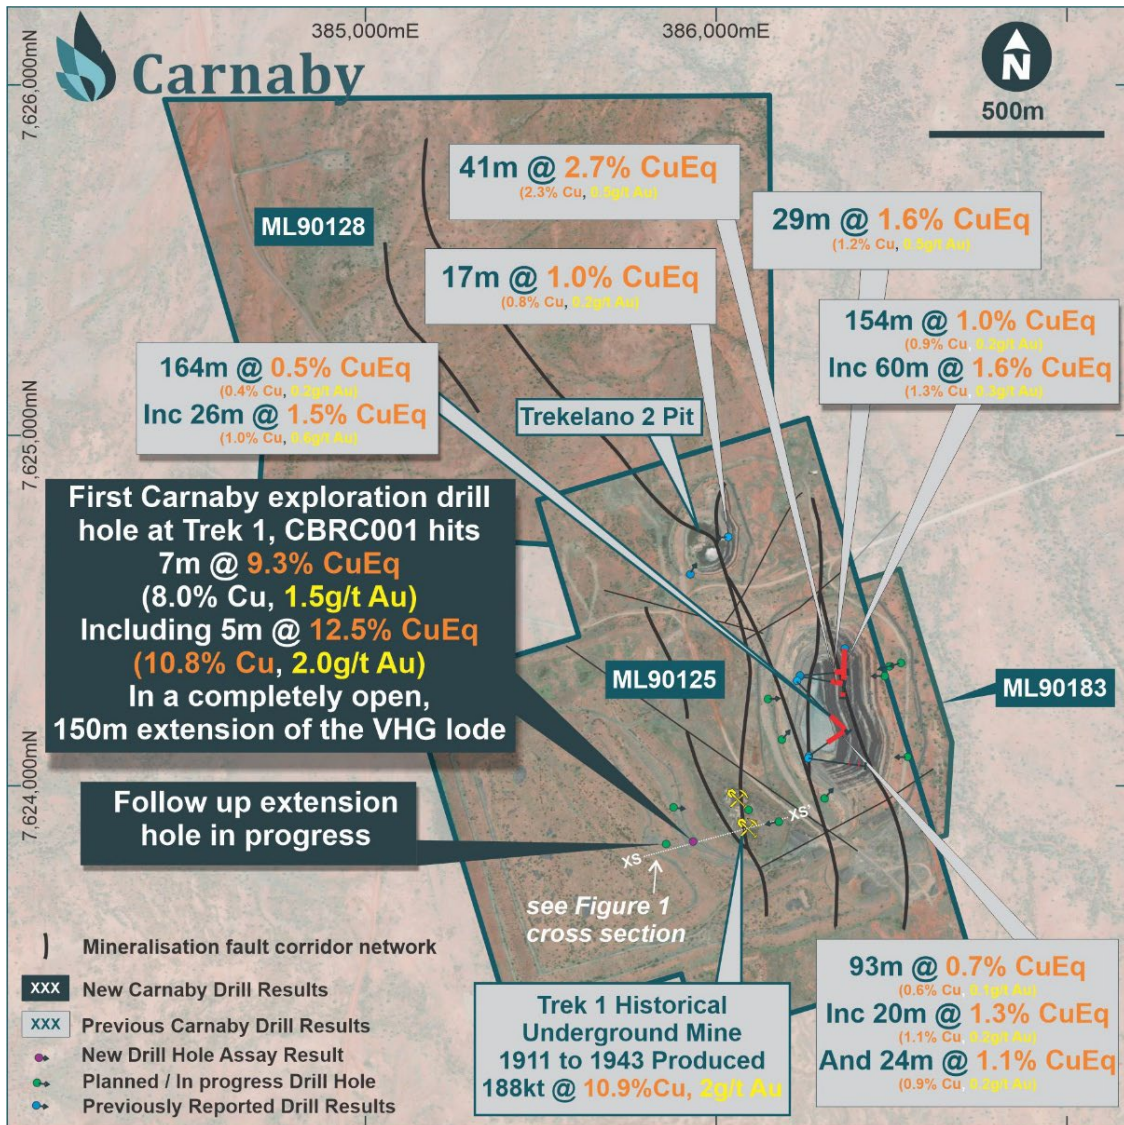 385,000mE
386,000mE
7,626,000mN
Carnaby
N
500m
41m @ 2.7% CuEq
(2.3% Cu, 0.5g/t Au)
29m @ 1.6% CuEq
(1.2% Cu, 0.5g/t Au)
ML90128
17m @ 1.0% CuEq
(0.8% Cu, 0.2g/t Au)
154m @ 1.0% CuEq
(0.9% Cu, 0.2g/t Au)
Inc 60m @ 1.6% CuEq
(1.3% Cu, 0.3g/t Au)
164m @ 0.5% CuEq
(0.4% Cu, 0.2g/t Au)
Inc 26m @ 1.5% CuEq
(1.0% Cu, 0.6g/t Au)
Trekelano 2 Pit
7,625,000mN
First Carnaby exploration drill
hole at Trek 1, CBRC001 hits
7m @ 9.3% CuEq
(8.0% Cu, 1.5g/t Au)
Including 5m @ 12.5% CuEq
(10.8% Cu, 2.0g/t Au)
In a completely open,
150m extension of the VHG lode
ML90125
ML90183
7,624,000mN
Follow up extension
hole in progress
XS
XS'
see Figure 1
cross section
Mineralisation fault corridor network
XXX New Carnaby Drill Results
XXX Previous Carnaby Drill Results
New Drill Hole Assay Result
Planned / In progress Drill Hole
Previously Reported Drill Results
Trek 1 Historical
Underground Mine
1911 to 1943 Produced
188kt @ 10.9%Cu, 2g/t Au
93m @ 0.7% CuEq
(0.6% Cu, 0.1g/t Au)
Inc 20m @ 1.3% CuEq
(1.1% Cu, 0.2g/t Au)
And 24m @ 1.1% CuEq
(0.9% Cu, 0.2g/t Au)